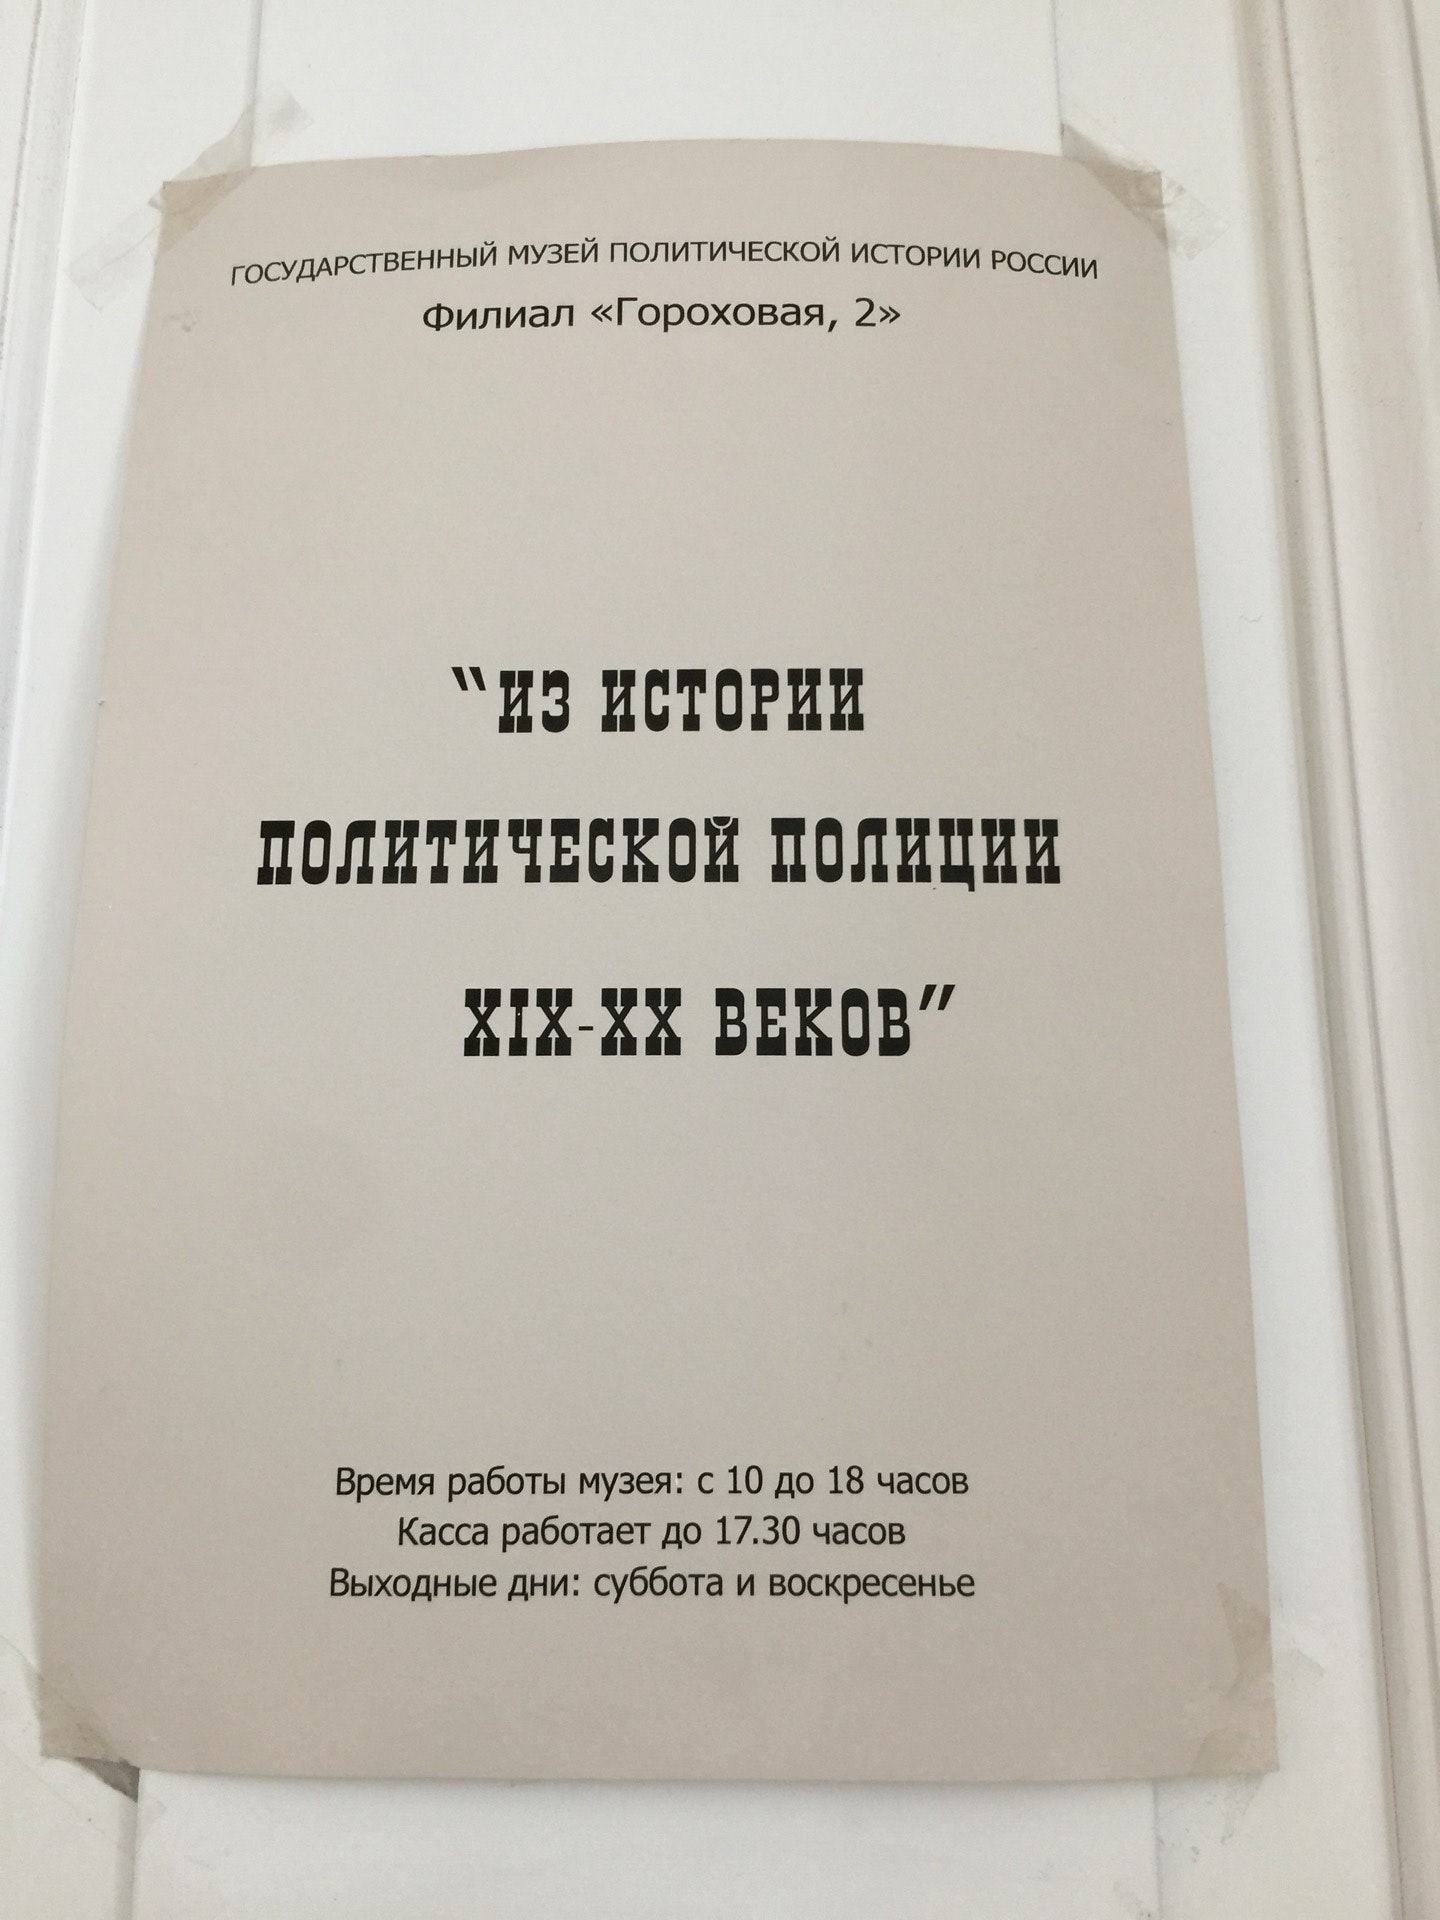 ГОСУДАРСТВЕННЫЙ МУЗЕЙ ПОЛИТИЧЕСКОЙ ИСТОРИИ РОССИИ
Филиал «Гороховая, 2»
"ИЗ ИСТОРИИ
ПОЛИТИЧЕСКОЙ ПОЛИЦИИ
XIX-XX ВЕКОВ"
Время работы музея: с 10 до 18 часов
Касса работает до 17.30 часов
Выходные дни: суббота и воскресенье